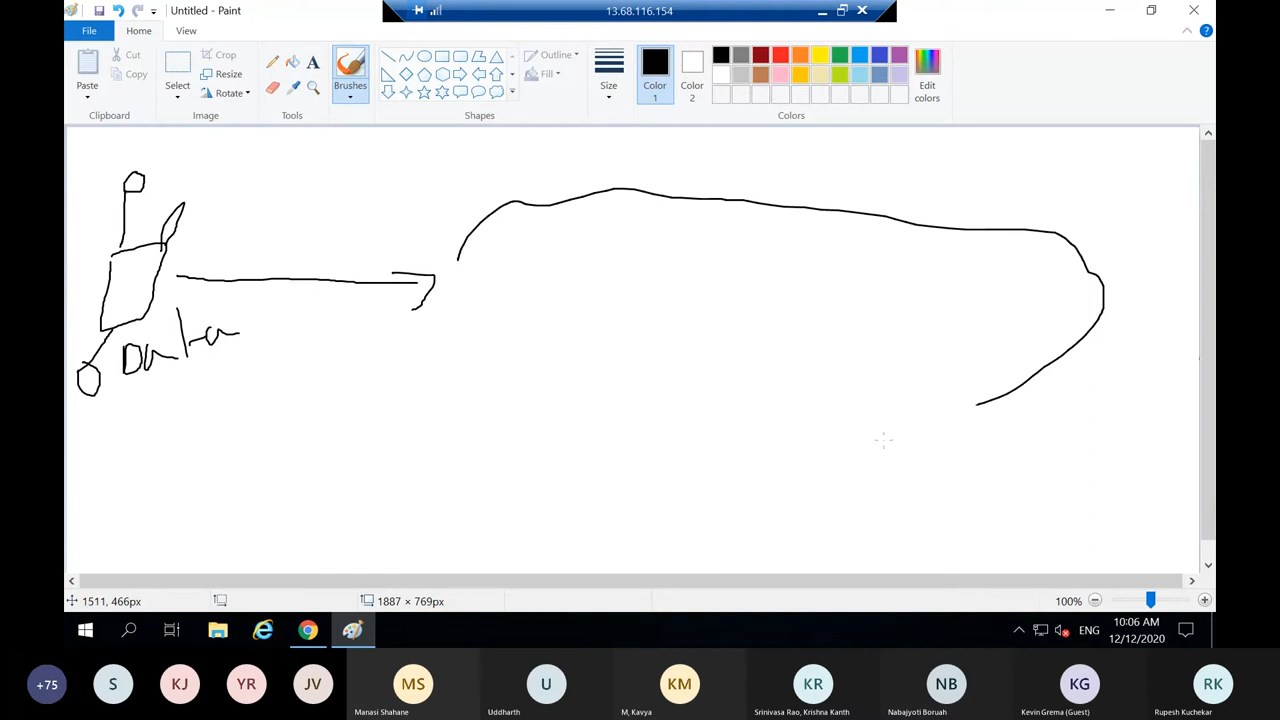 Untitled - Paint
13.68.116.154
File
Home
View
Paste
Cut
Copy
Clipboard
Select
Crop
Resize
Rotate
Image
A
Tools
Brushes
Shapes
Outline
Fill
Size
Color
1
Color
2
Colors
Edit
colors
Data
1511, 466px
1887 × 769px
100%
ENG
10:06 AM
12/12/2020
+75
S
KJ
YR
JV
MS
Manasi Shahane
U
Uddharth
KM
M, Kavya
KR
Srinivasa Rao, Krishna Kanth
NB
Nabajyoti Boruah
KG
Kevin Grema (Guest)
RK
Rupesh Kuchekar